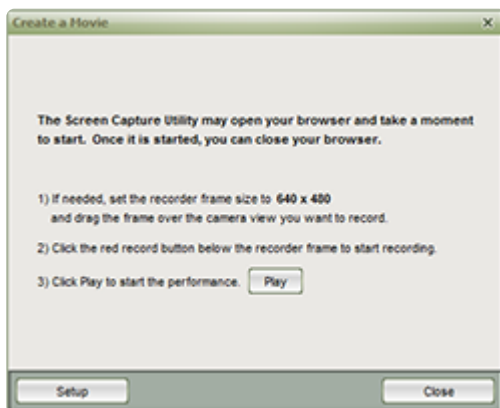 Create a Movie
The Screen Capture Utility may open your browser and take a moment
to start. Once it is started, you can close your browser.
1) If needed, set the recorder frame size to 640 x 480
and drag the frame over the camera view you want to record.
2) Click the red record button below the recorder frame to start recording.
3) Click Play to start the performance. Play
Setup Close